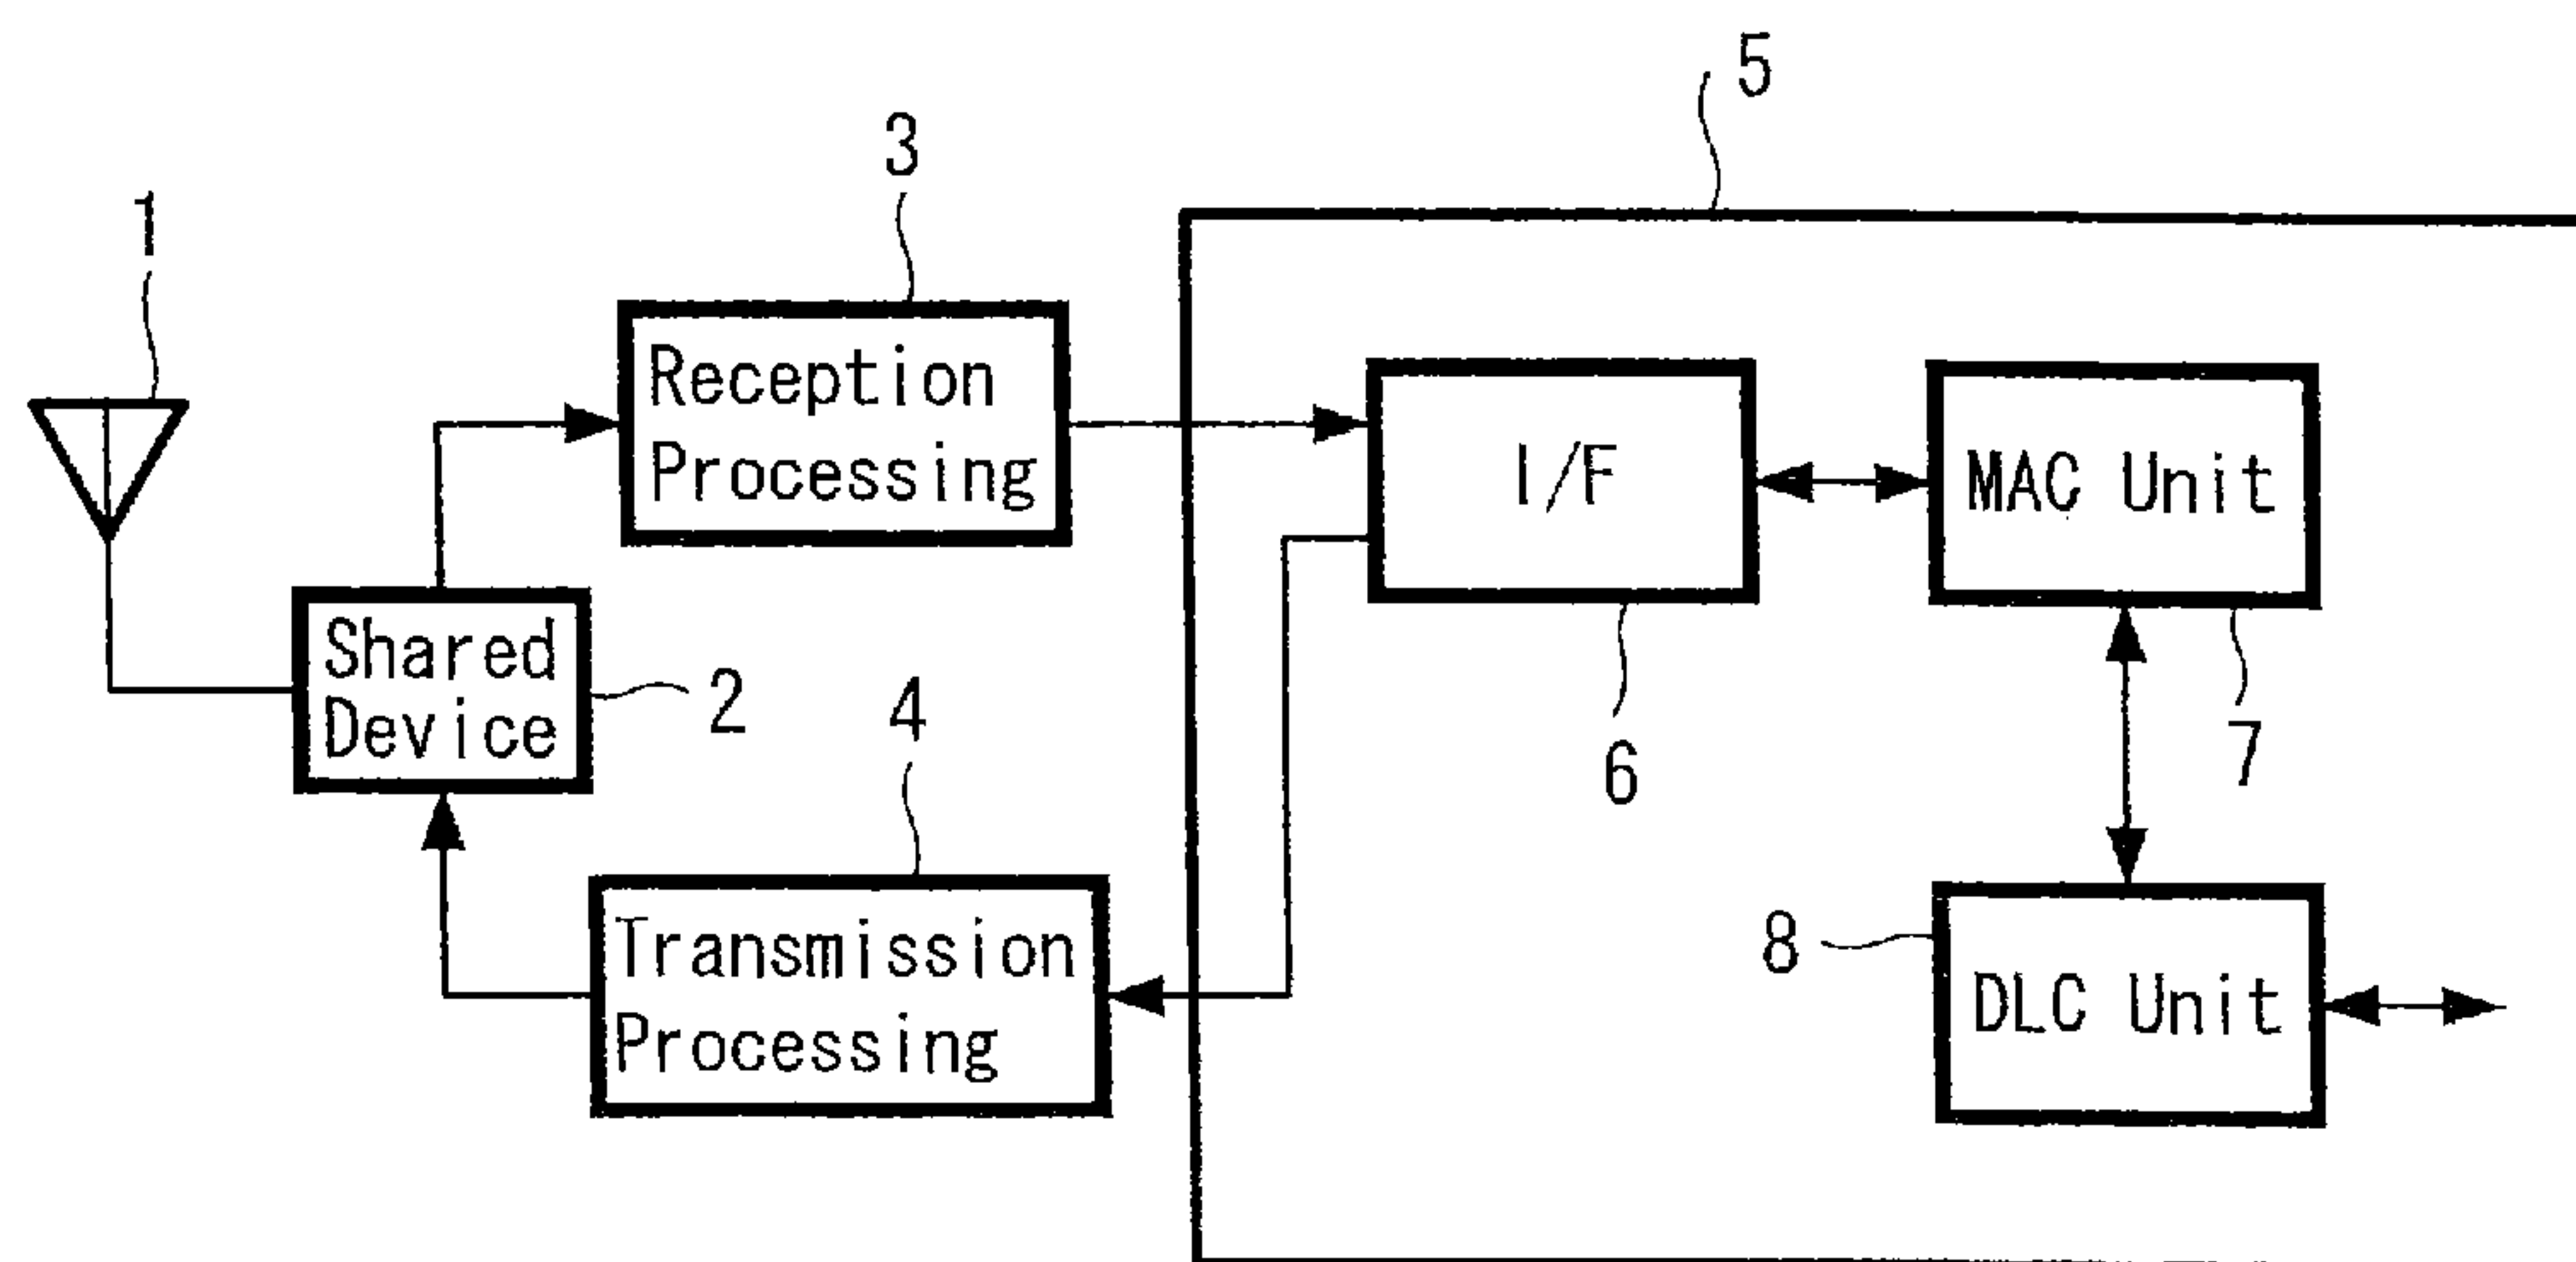 5
3
1
Reception
Processing
I/F
MAC Unit
Shared
Device
2
4
6
7
Transmission
Processing
8
DLC Unit